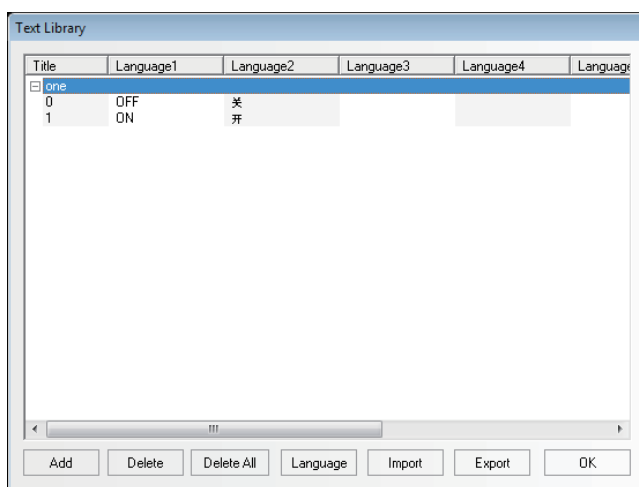 Text Library
Title Language1 Language2 Language3 Language4 Language
one
0 OFF 关
1 ON 开
Add Delete Delete All Language Import Export OK